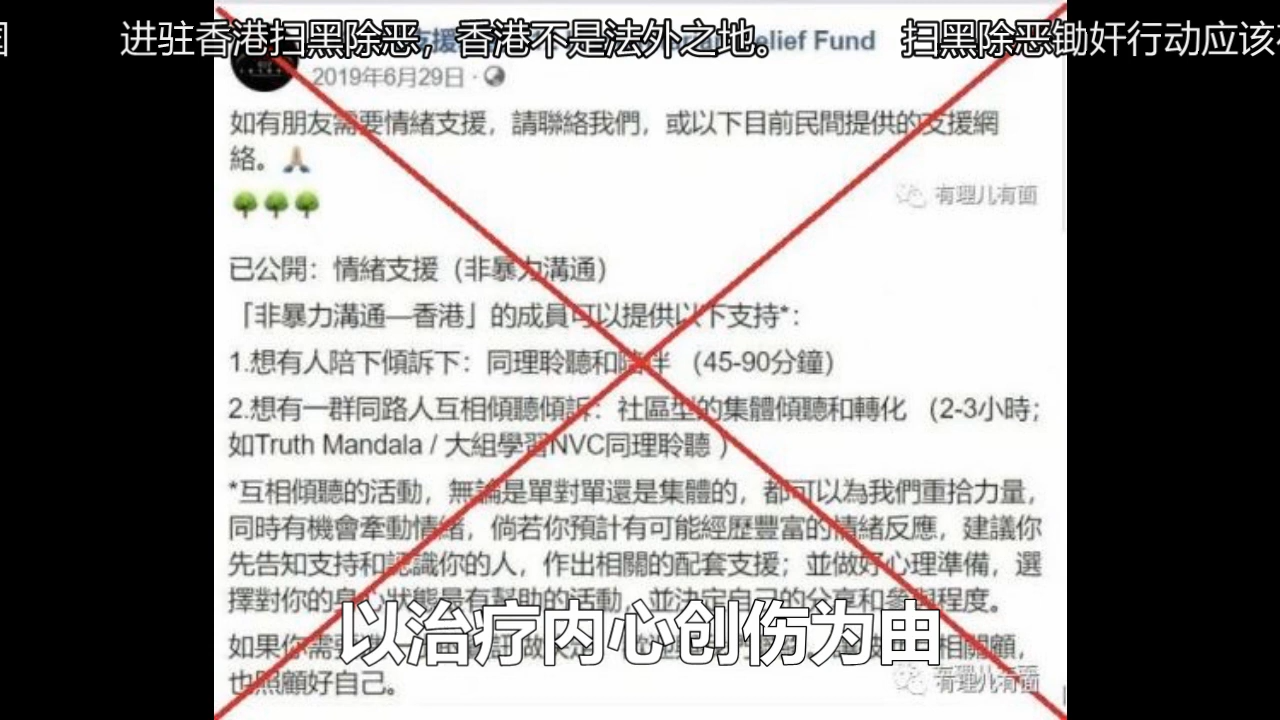 进驻香港扫黑除恶，香港不是法外之地。 扫黑除恶锄奸行动应该
支援 elief Fund
2019年6月29日
如有朋友需要情緒支援，請聯絡我們，或以下目前民間提供的支援網
絡。🙏
有理儿有面
🌳🌳🌳
已公開：情緒支援（非暴力溝通）
「非暴力溝通—香港」的成員可以提供以下支持*：
1.想有人陪下傾訴下：同理聆聽和陪伴 （45-90分鐘）
2.想有一群同路人互相傾聽傾訴：社區型的集體傾聽和轉化 （2-3小時；
如Truth Mandala / 大組學習NVC同理聆聽 ）
*互相傾聽的活動，無論是單對單還是集體的，都可以為我們重拾力量，
同時有機會牽動情緒，倘若你預計有可能經歷豐富的情緒反應，建議你
先告知支持和認識你的人，作出相關的配套支援；並做好心理準備，選
擇對你的身心狀態是有幫助的活動，並決定自己的分享和參與程度。
以治疗内心创伤为由
如果你需 相關顧，
也照顧好自己。
有理儿有面